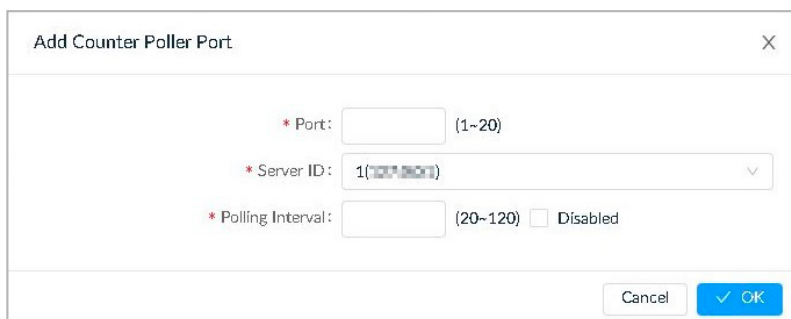 Add Counter Poller Port
* Port: (1~20)
* Server ID: 1( )
* Polling Interval: (20~120) Disabled
Cancel OK